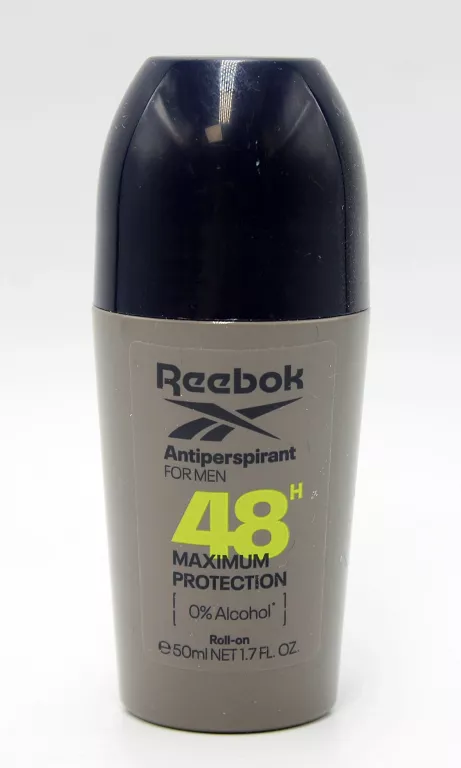 Reebok
Antiperspirant
FOR MEN
48H
MAXIMUM
PROTECTION
0% Alcohol*
Roll-on
℮50ml NET 1.7 FL. OZ.